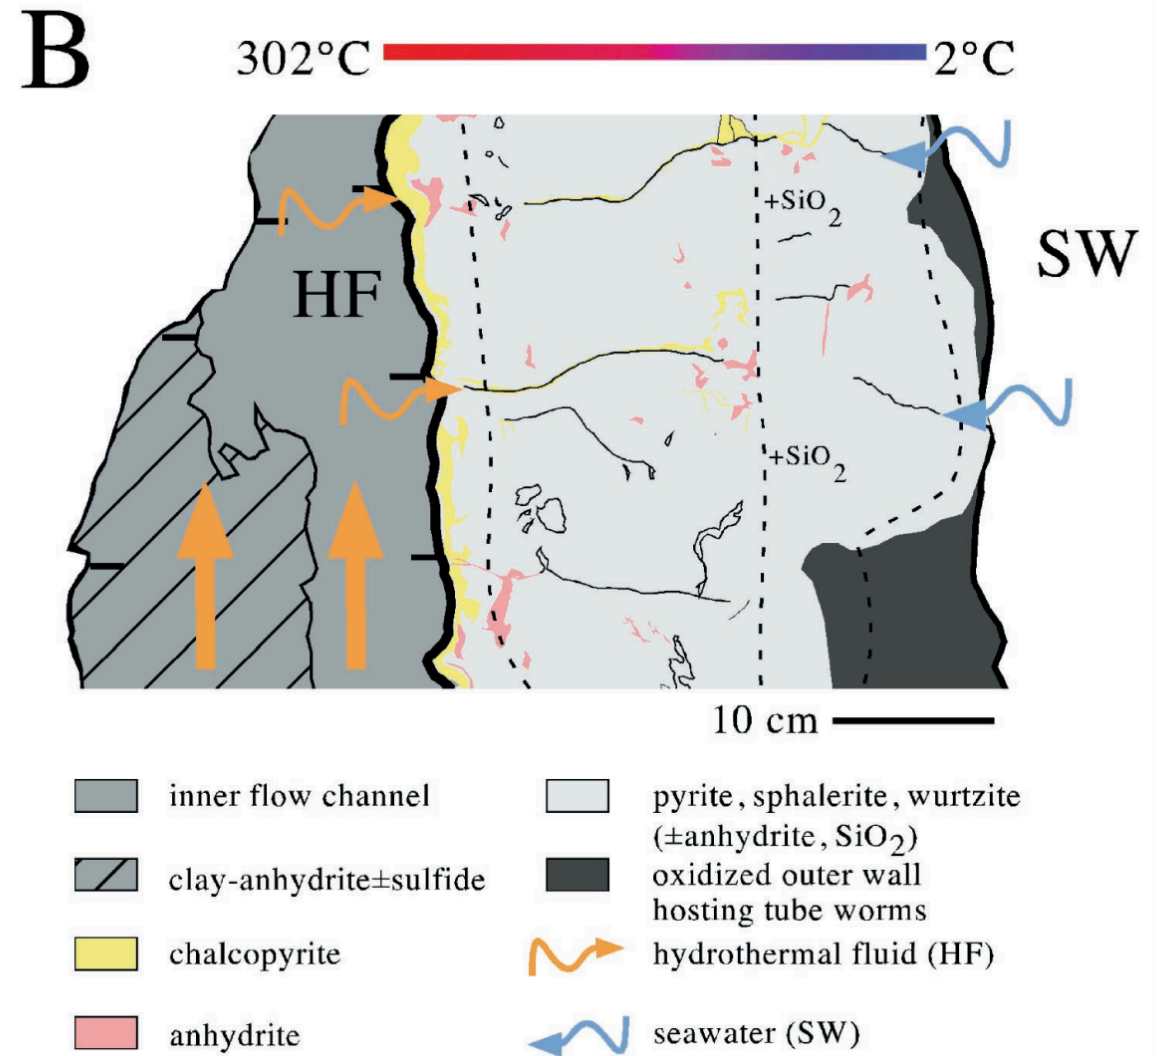 B
302°C 2°C
+SiO2
HF
SW
+SiO2
10 cm
inner flow channel
clay-anhydrite±sulfide
chalcopyrite
anhydrite
pyrite, sphalerite, wurtzite
(±anhydrite, SiO2)
oxidized outer wall
hosting tube worms
hydrothermal fluid (HF)
seawater (SW)